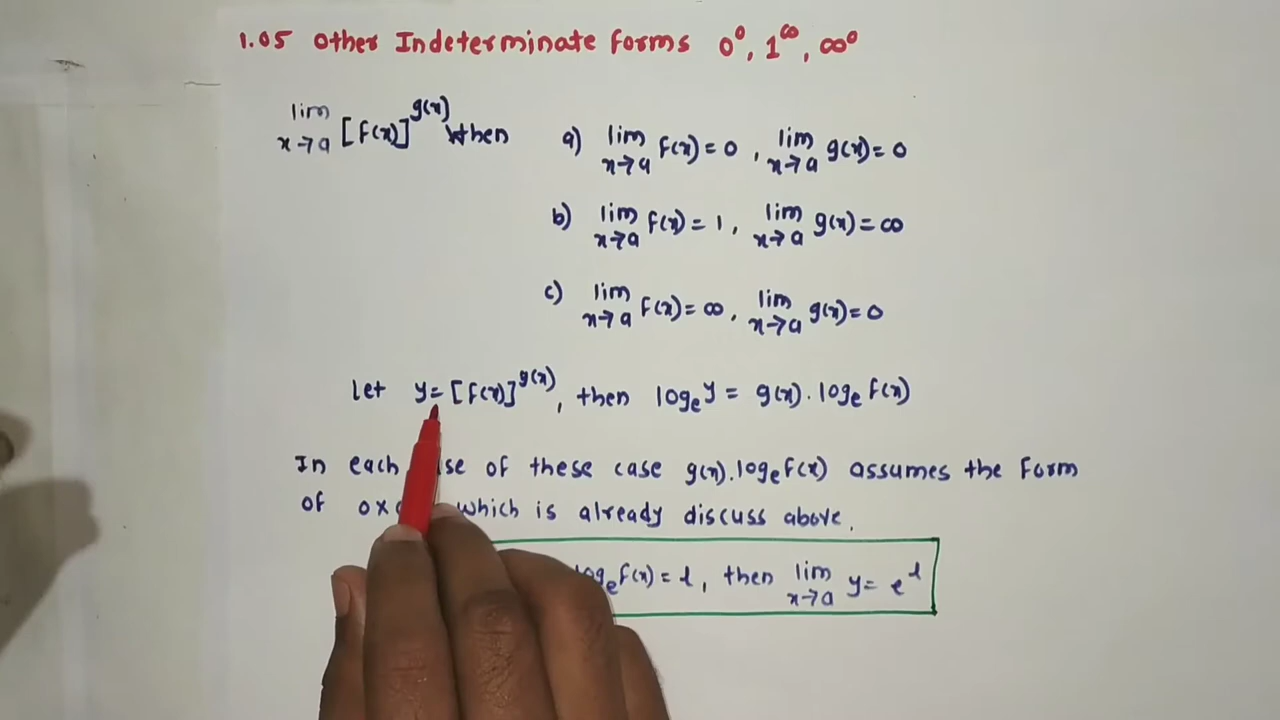 1.05 Other Indeterminate Forms 0⁰, 1^∞, ∞⁰
lim x→a [f(x)]^g(x) when
a) lim x→a f(x) = 0, lim x→a g(x) = 0
b) lim x→a f(x) = 1, lim x→a g(x) = ∞
c) lim x→a f(x) = ∞, lim x→a g(x) = 0
let y = [f(x)]^g(x), then logₑ y = g(x). logₑ f(x)
In each of these case g(x). logₑ f(x) assumes the form
of which is already discuss above.
f(x) = l, then lim x→a y = e^l